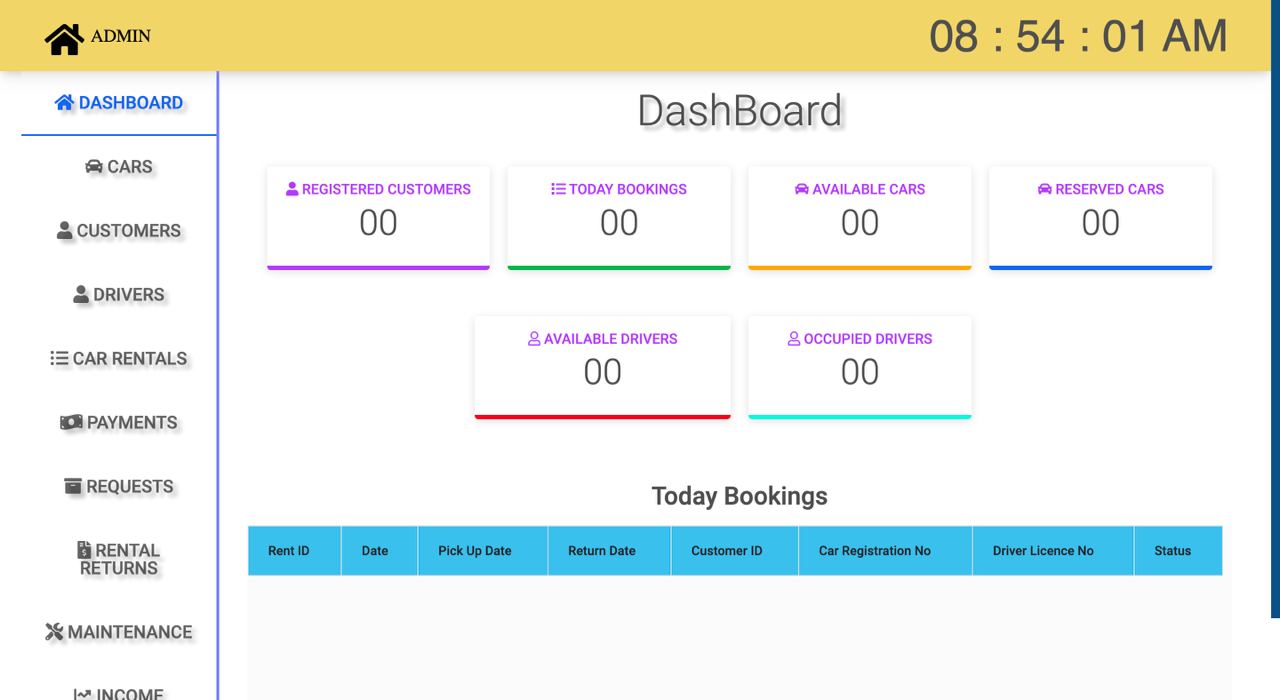 ADMIN
08 : 54 : 01 AM
DASHBOARD
CARS
CUSTOMERS
DRIVERS
CAR RENTALS
PAYMENTS
REQUESTS
RENTAL
RETURNS
MAINTENANCE
INCOME
DashBoard
REGISTERED CUSTOMERS
00
TODAY BOOKINGS
00
AVAILABLE CARS
00
RESERVED CARS
00
AVAILABLE DRIVERS
00
OCCUPIED DRIVERS
00
Today Bookings
Rent ID Date Pick Up Date Return Date Customer ID Car Registration No Driver Licence No Status